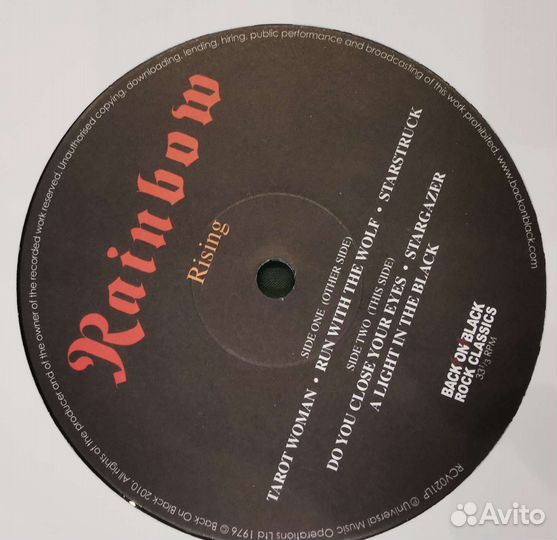 Rainbow
Rising
SIDE ONE (OTHER SIDE)
TAROT WOMAN • RUN WITH THE WOLF • STARSTRUCK
SIDE TWO (THIS SIDE)
DO YOU CLOSE YOUR EYES • STARGAZER
A LIGHT IN THE BLACK
BACK ON BLACK
ROCK CLASSICS
33 1/3 RPM
RCV021LP ℗ Universal Music Operations Ltd 1976 © Back On Black 2010. All rights of the producer and of the owner of the recorded work reserved. Unauthorised copying, downloading, lending, hiring, public performance and broadcasting of this work prohibited. www.backonblack.com
Avito